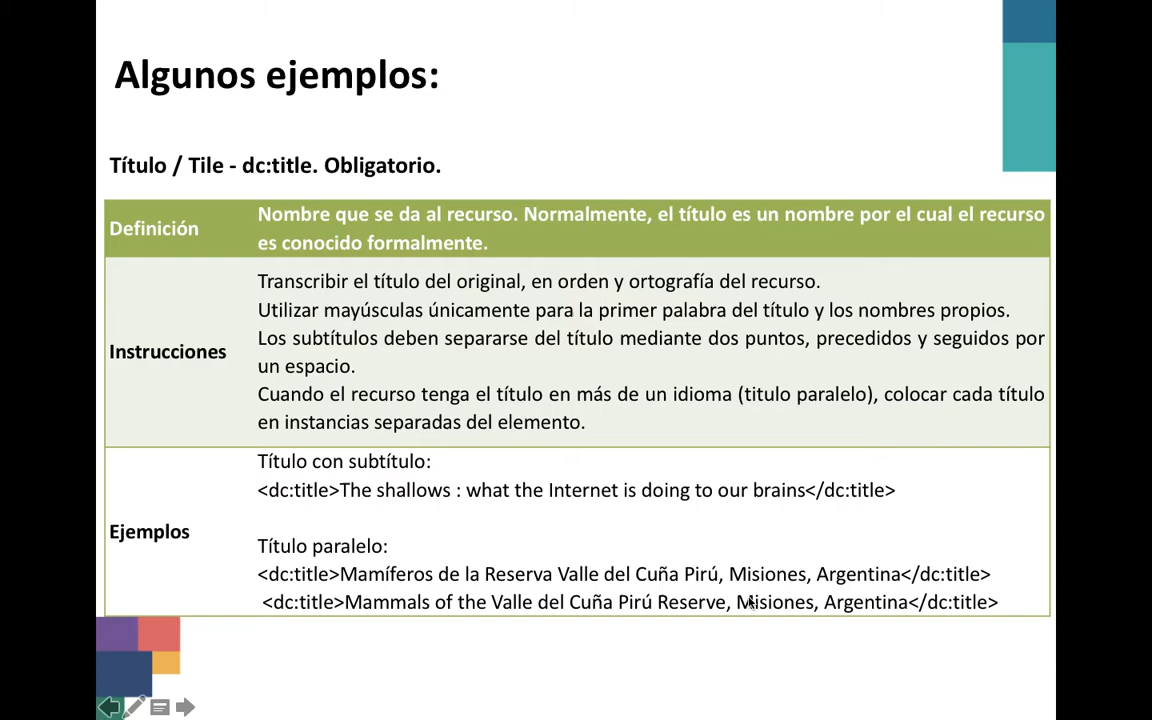 Algunos ejemplos:
Título / Tile - dc:title. Obligatorio.
Definición
Nombre que se da al recurso. Normalmente, el título es un nombre por el cual el recurso
es conocido formalmente.
Instrucciones
Transcribir el título del original, en orden y ortografía del recurso.
Utilizar mayúsculas únicamente para la primer palabra del título y los nombres propios.
Los subtítulos deben separarse del título mediante dos puntos, precedidos y seguidos por
un espacio.
Cuando el recurso tenga el título en más de un idioma (titulo paralelo), colocar cada título
en instancias separadas del elemento.
Ejemplos
Título con subtítulo:
<dc:title>The shallows : what the Internet is doing to our brains</dc:title>
Título paralelo:
<dc:title>Mamíferos de la Reserva Valle del Cuña Pirú, Misiones, Argentina</dc:title>
<dc:title>Mammals of the Valle del Cuña Pirú Reserve, Misiones, Argentina</dc:title>